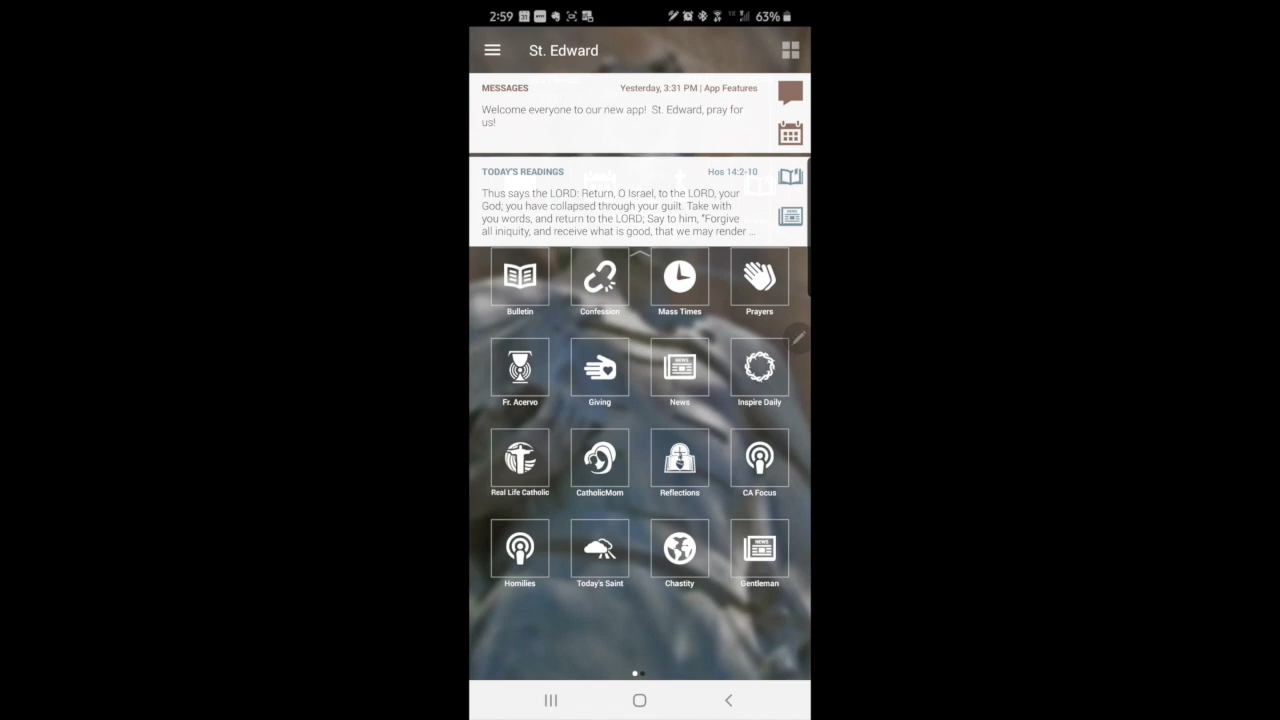 2:59 63%
St. Edward
MESSAGES Yesterday, 3:31 PM | App Features
Welcome everyone to our new app! St. Edward, pray for
us!
TODAY'S READINGS Hos 14:2-10
Thus says the LORD: Return, O Israel, to the LORD, your
God; you have collapsed through your guilt. Take with
you words, and return to the LORD; Say to him, "Forgive
all iniquity, and receive what is good, that we may render ...
Bulletin Confession Mass Times Prayers
NEWS
Fr. Acervo Giving News Inspire Daily
Real Life Catholic CatholicMom Reflections CA Focus
NEWS
Homilies Today's Saint Chastity Gentleman